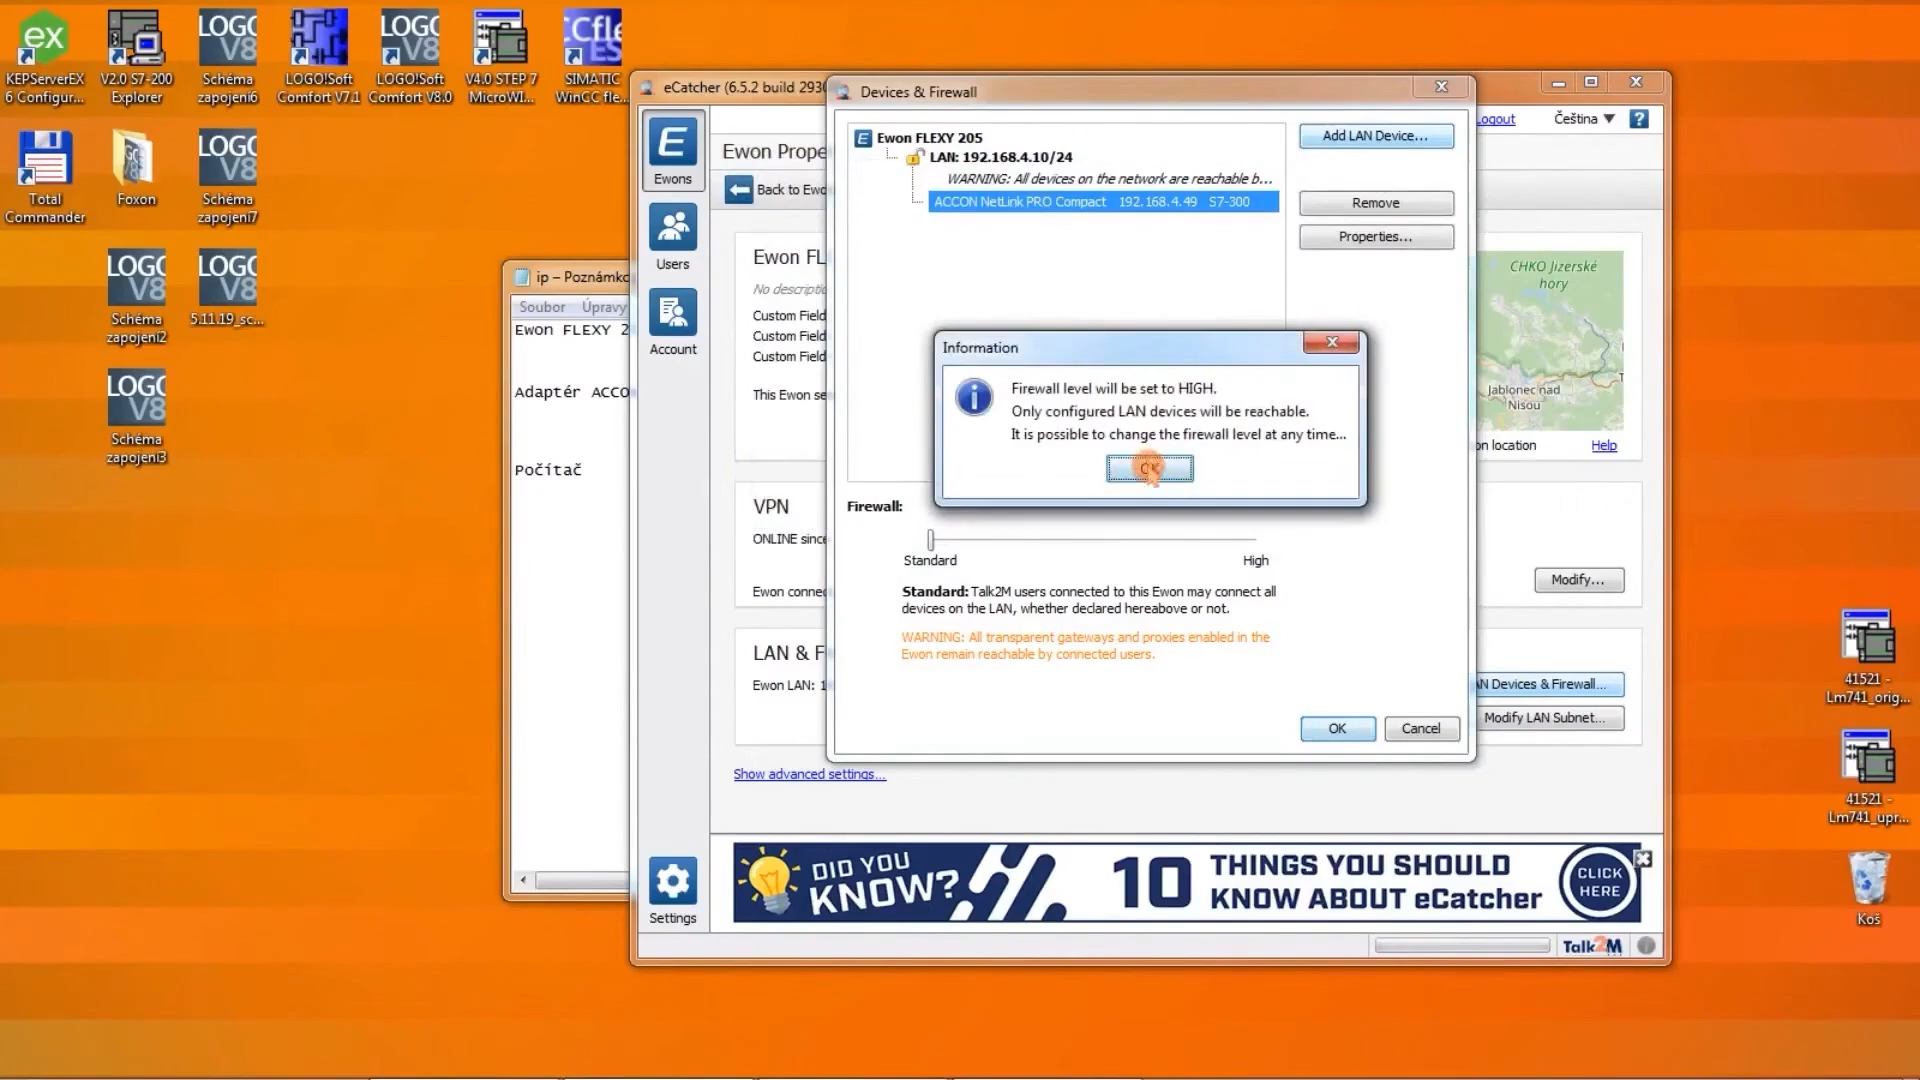 KEPServerEX
6 Configur...
V2.0 S7-200
Explorer
Schéma
zapojení6
LOGO!Soft
Comfort V7.1
LOGO!Soft
Comfort V8.0
V4.0 STEP 7
MicroWI...
SIMATIC
WinCC fle...
Total
Commander
Foxon
Schéma
zapojení7
Schéma
zapojení2
5.11.19_sc...
Schéma
zapojení3
ip – Poznámko
Soubor Úpravy
Ewon FLEXY 2
Adaptér ACCO
Počítač
eCatcher (6.5.2 build 2930
Logout
Čeština
?
Ewons
Users
Account
Settings
Ewon Prope
Back to Ewo
Ewon FL
No descriptio
Custom Field
Custom Field
Custom Field
This Ewon se
CHKO Jizerské
hory
Jablonec nad
Nisou
on location
Help
VPN
ONLINE since
Ewon connec
Modify...
LAN & F
Ewon LAN: 1
AN Devices & Firewall...
Modify LAN Subnet...
Show advanced settings...
DID YOU
KNOW?
10 THINGS YOU SHOULD
KNOW ABOUT eCatcher
CLICK
HERE
Talk2M
Devices & Firewall
Ewon FLEXY 205
LAN: 192.168.4.10/24
WARNING: All devices on the network are reachable b...
ACCON NetLink PRO Compact 192.168.4.49 S7-300
Add LAN Device...
Remove
Properties...
Firewall:
Standard
High
Standard: Talk2M users connected to this Ewon may connect all
devices on the LAN, whether declared hereabove or not.
WARNING: All transparent gateways and proxies enabled in the
Ewon remain reachable by connected users.
OK
Cancel
Information
Firewall level will be set to HIGH.
Only configured LAN devices will be reachable.
It is possible to change the firewall level at any time...
OK
41521 -
Lm741_orig...
41521 -
Lm741_upr...
Koš